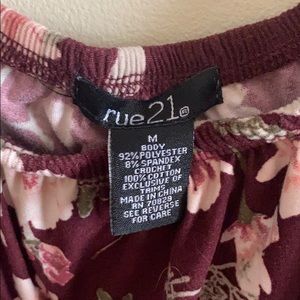 rue21®
M
BODY
92% POLYESTER
8% SPANDEX
CROCHET
100% COTTON
EXCLUSIVE OF
TRIMS
MADE IN CHINA
RN 70829
SEE REVERSE
FOR CARE